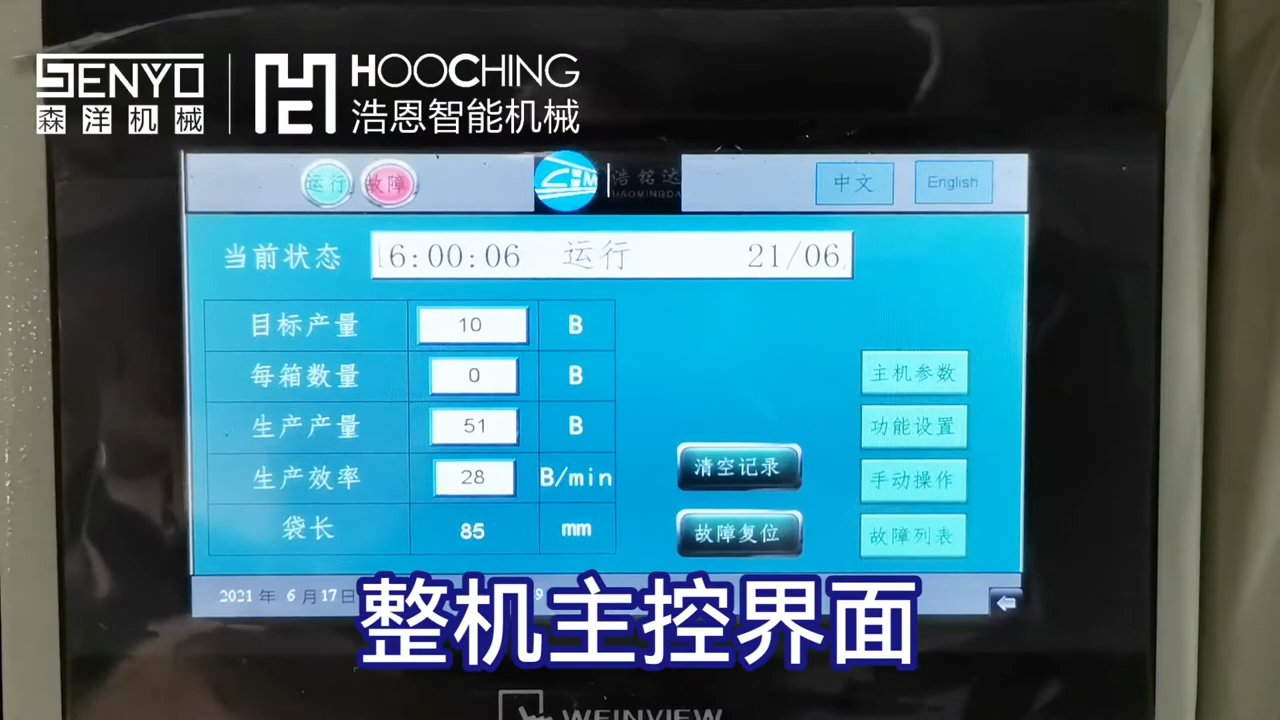 SENYO
森洋机械
HOOCHING
浩恩智能机械
运行
故障
浩铭达
HAOMINGDA
中文
English
当前状态
16:00:06 运行 21/06
目标产量 10 B
每箱数量 0 B
生产产量 51 B
生产效率 28 B/min
袋长 85 mm
清空记录
故障复位
主机参数
功能设置
手动操作
故障列表
2021 年 6 月 17 日
整机主控界面
WEINVIEW